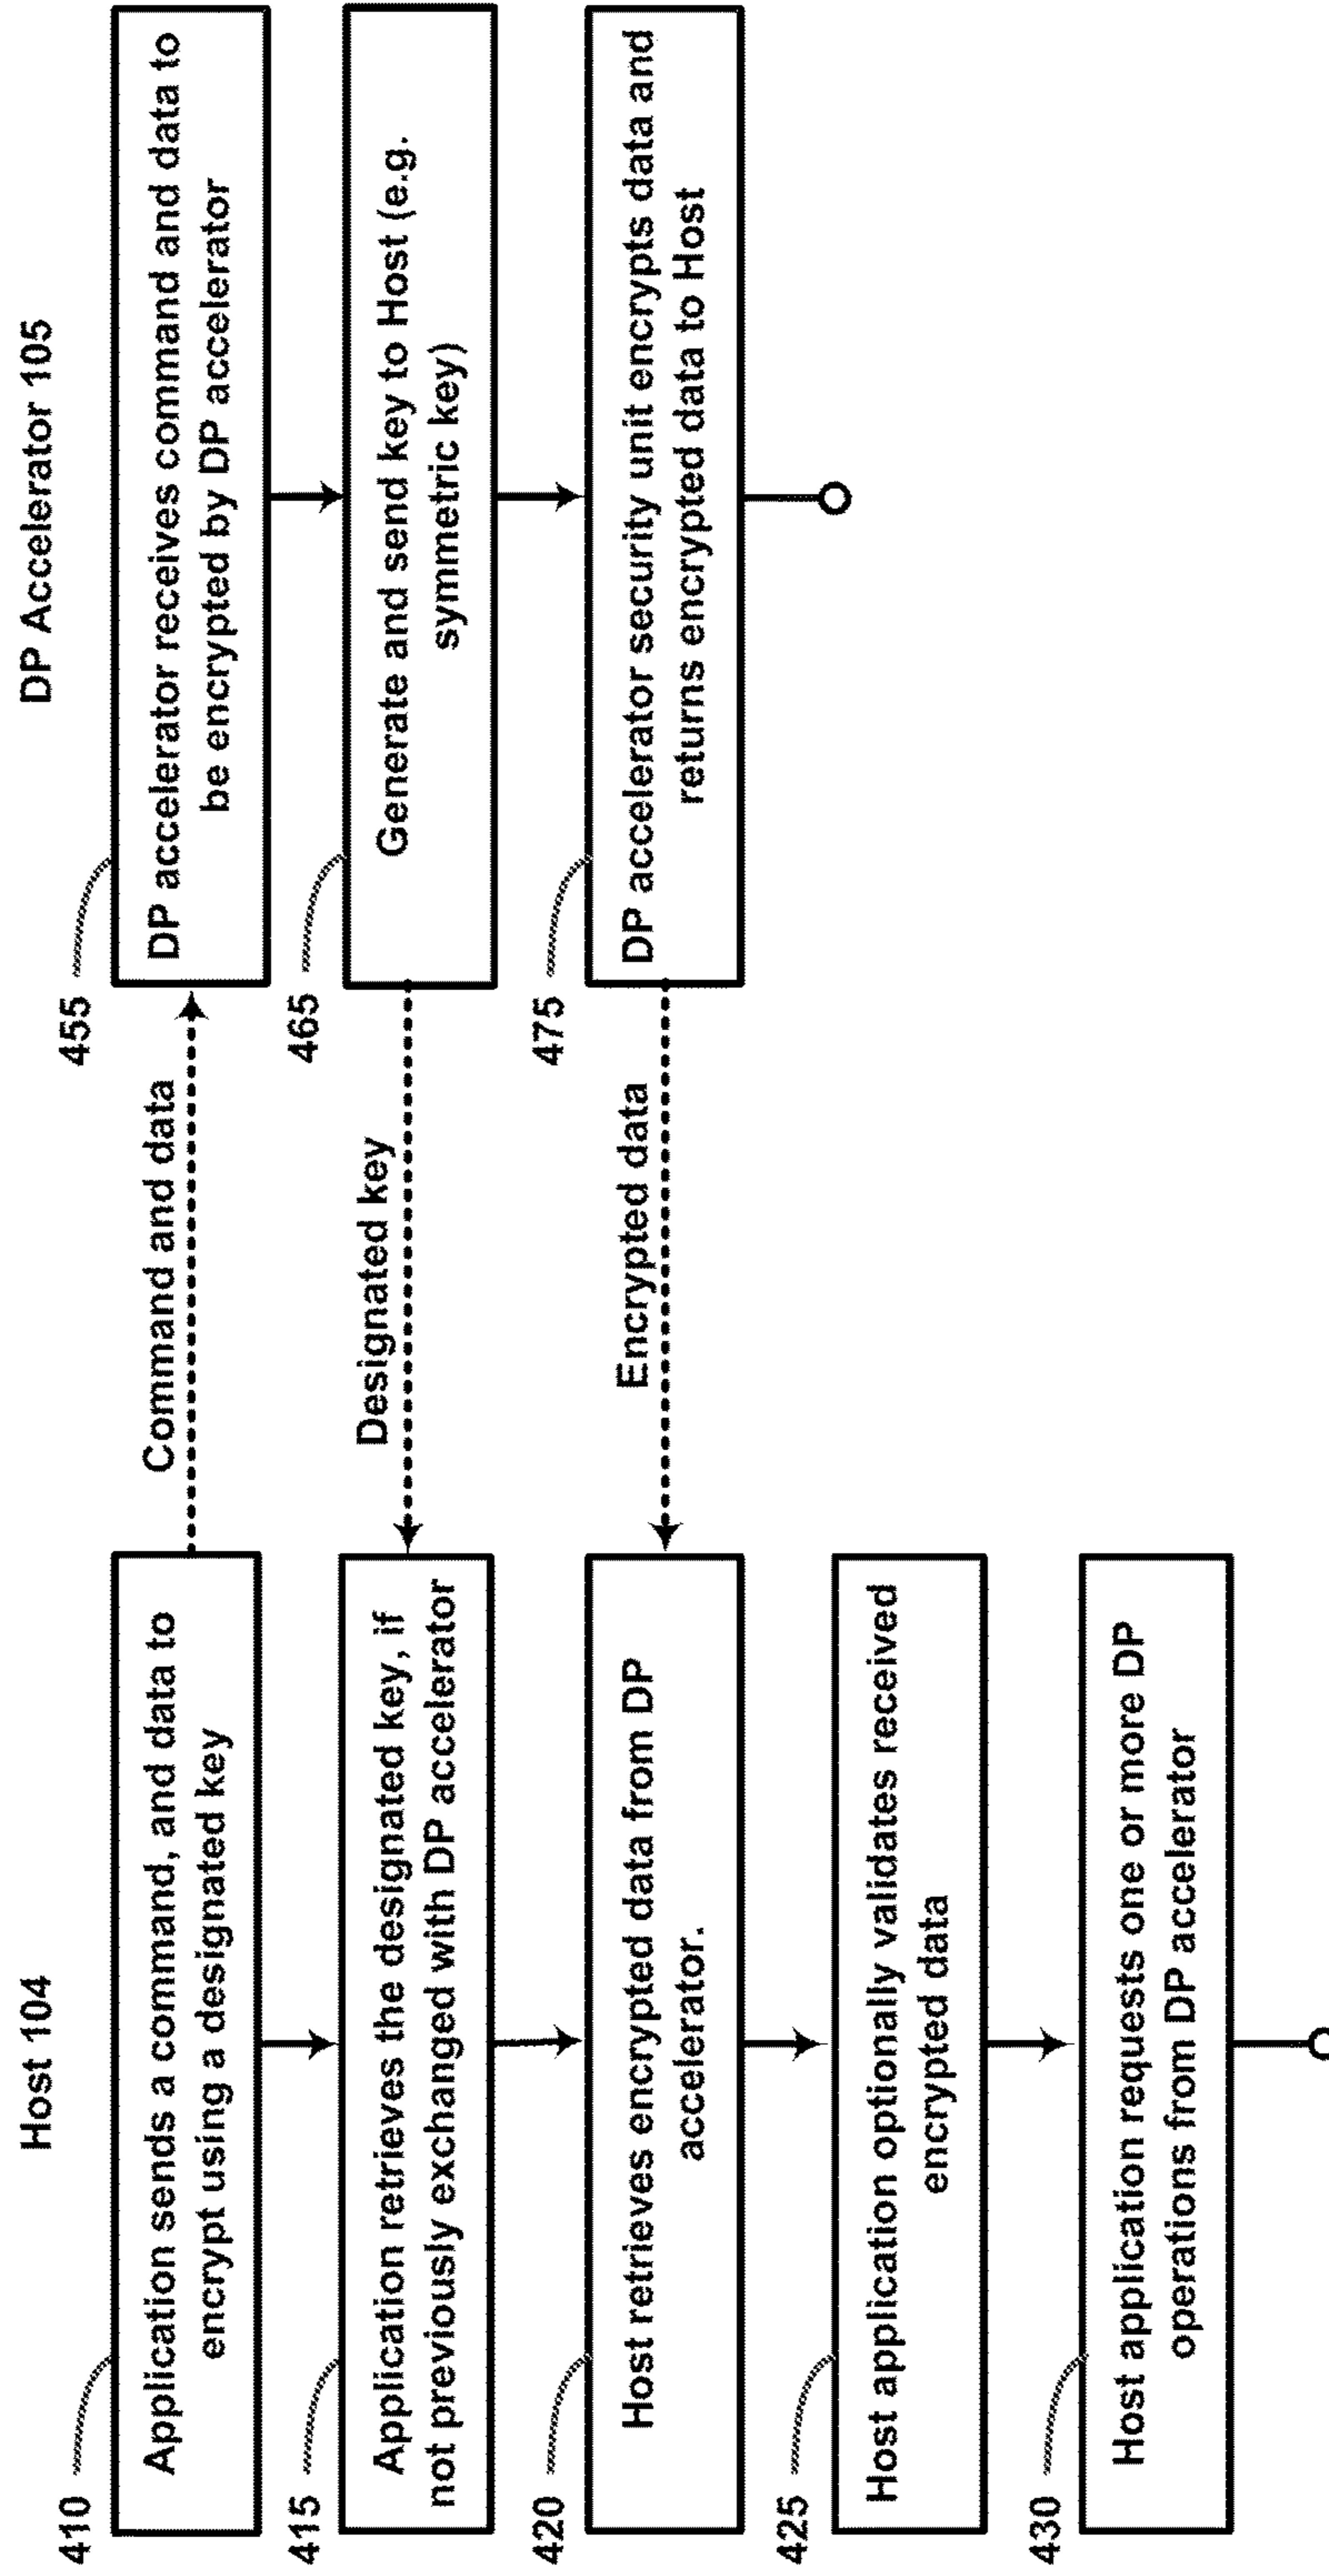 Host 104
DP Accelerator 105
410
Application sends a command, and data to
encrypt using a designated key
Command and data
455
DP accelerator receives command and data to
be encrypted by DP accelerator
415
Application retrieves the designated key, if
not previously exchanged with DP accelerator
Designated key
465
Generate and send key to Host (e.g.
symmetric key)
420
Host retrieves encrypted data from DP
accelerator.
Encrypted data
475
DP accelerator security unit encrypts data and
returns encrypted data to Host
425
Host application optionally validates received
encrypted data
430
Host application requests one or more DP
operations from DP accelerator